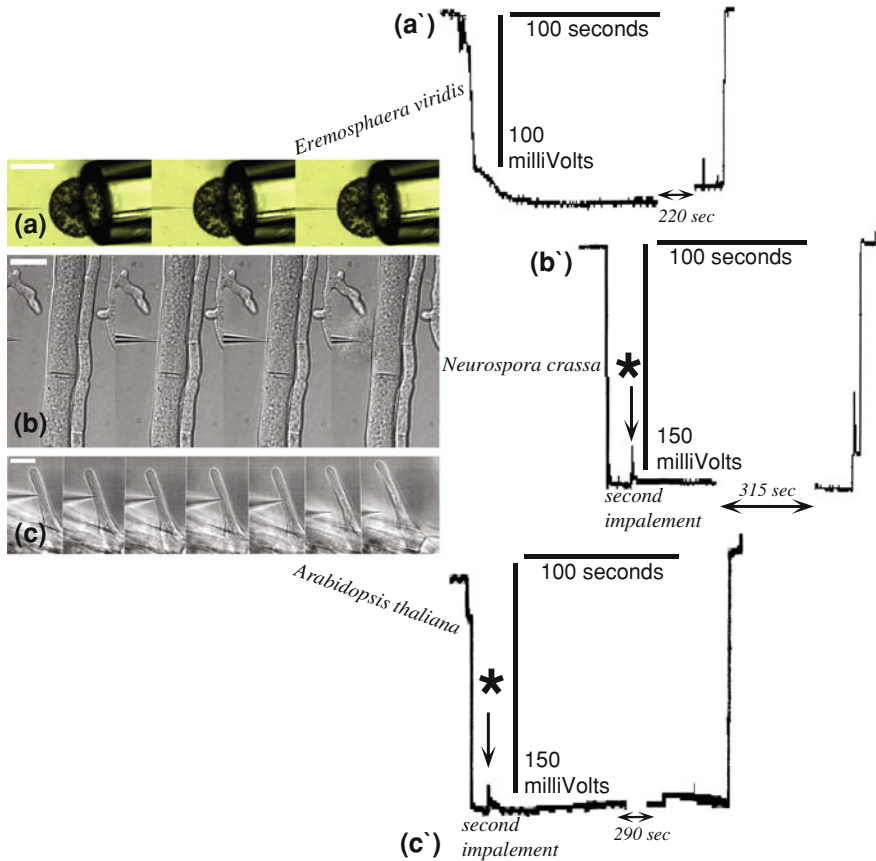 (a`)
100 seconds
100
milliVolts
220 sec
Eremosphaera viridis
(a)
(b`)
100 seconds
Neurospora crassa
*
150
milliVolts
second
impalement
315 sec
(b)
(c)
Arabidopsis thaliana
100 seconds
*
150
milliVolts
second
impalement
290 sec
(c`)